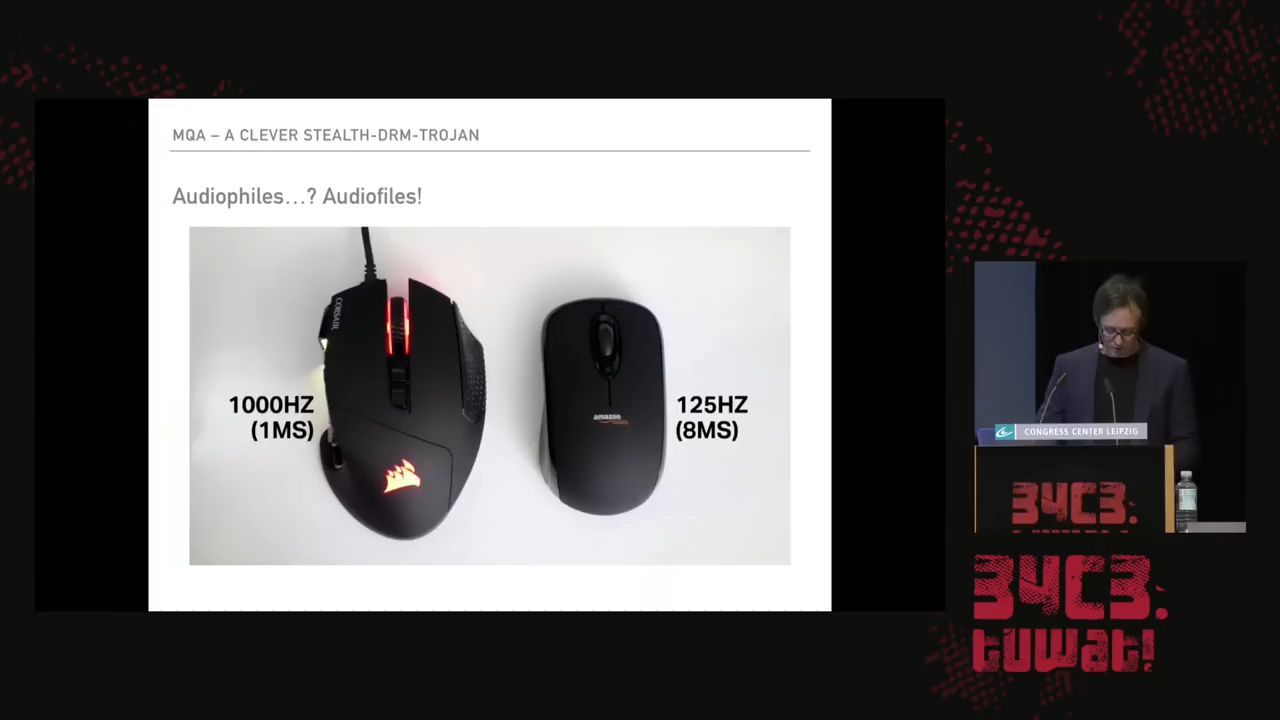 MQA – A CLEVER STEALTH-DRM-TROJAN
Audiophiles…? Audiofiles!
CORSAIR
1000HZ
(1MS)
amazon
125HZ
(8MS)
CONGRESS CENTER LEIPZIG
34C3.
34C3.
tuwat!